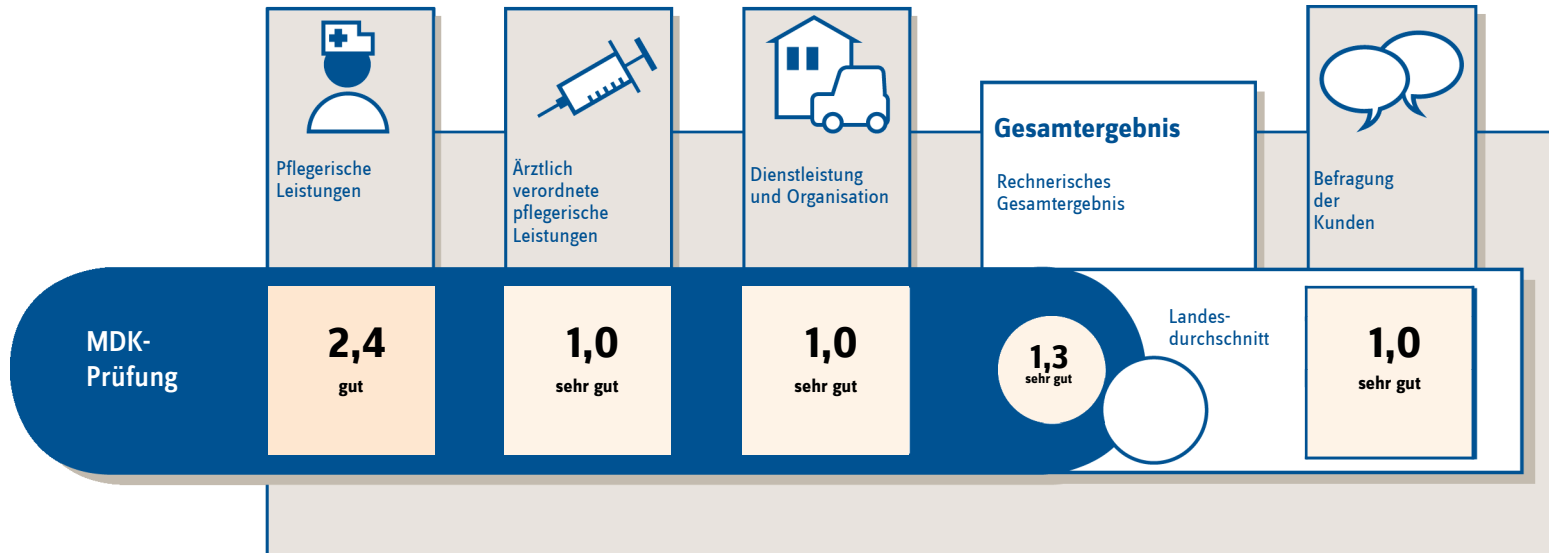 Pflegerische
Leistungen
Ärztlich
verordnete
pflegerische
Leistungen
Dienstleistung
und Organisation
Gesamtergebnis
Rechnerisches
Gesamtergebnis
Befragung
der
Kunden
MDK-
Prüfung
2,4
gut
1,0
sehr gut
1,0
sehr gut
1,3
sehr gut
Landes-
durchschnitt
1,0
sehr gut